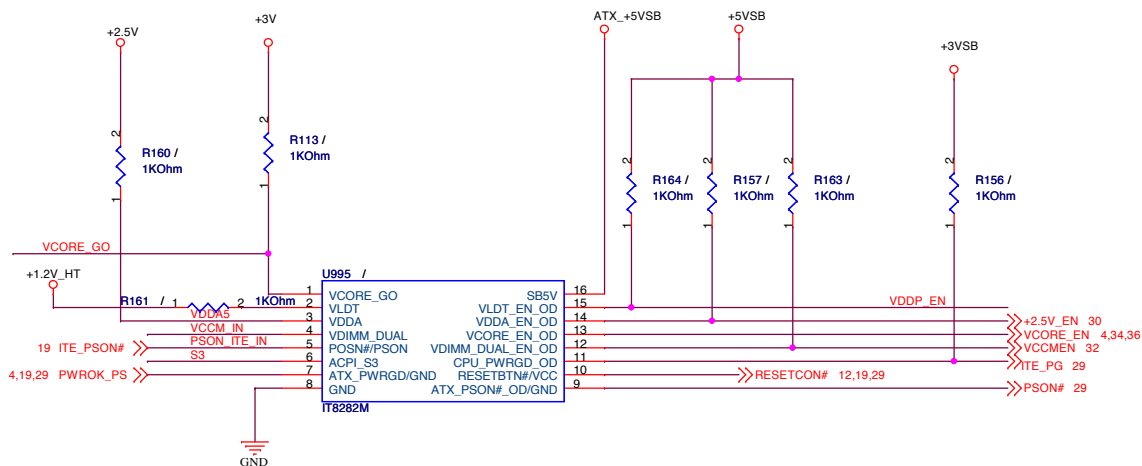 ATX_+5VSB
+5VSB
+3V
+2.5V
+3VSB
2
R160 /
1KOhm
1
2
R113 /
1KOhm
1
2
R164 /
1KOhm
1
2
R157 /
1KOhm
1
2
R163 /
1KOhm
1
2
R156 /
1KOhm
1
VCORE_GO
+1.2V_HT
R161 / 1 2 1KOhm
VDDA5
VCCM_IN
PSON_ITE_IN
19 ITE_PSON#
S3
4,19,29 PWROK_PS
GND
U995 /
1 VCORE_GO SB5V 16
2 VLDT VLDT_EN_OD 15
3 VDDA VDDA_EN_OD 14
4 VDIMM_DUAL VCORE_EN_OD 13
5 POSN#/PSON VDIMM_DUAL_EN_OD 12
6 ACPI_S3 CPU_PWRGD_OD 11
7 ATX_PWRGD/GND RESETBTN#/VCC 10
8 GND ATX_PSON#_OD/GND 9
IT8282M
VDDP_EN
+2.5V_EN 30
VCORE_EN 4,34,36
VCCMEN 32
ITE_PG 29
RESETCON# 12,19,29
PSON# 29